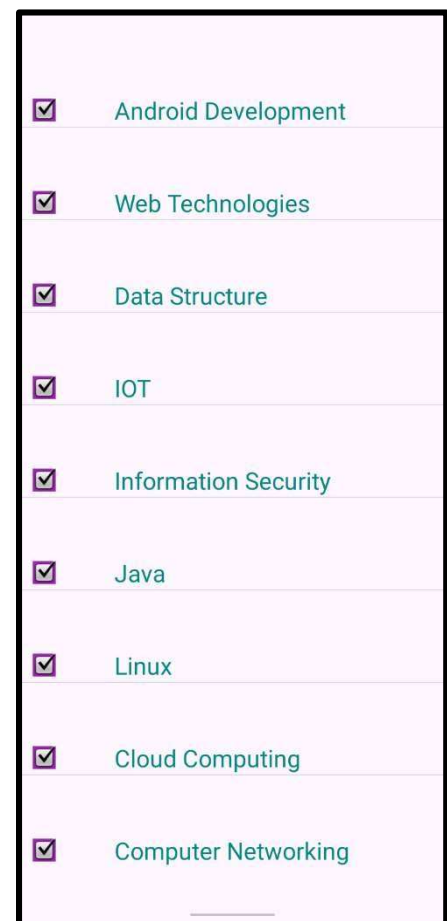 Android Development
Web Technologies
Data Structure
IOT
Information Security
Java
Linux
Cloud Computing
Computer Networking